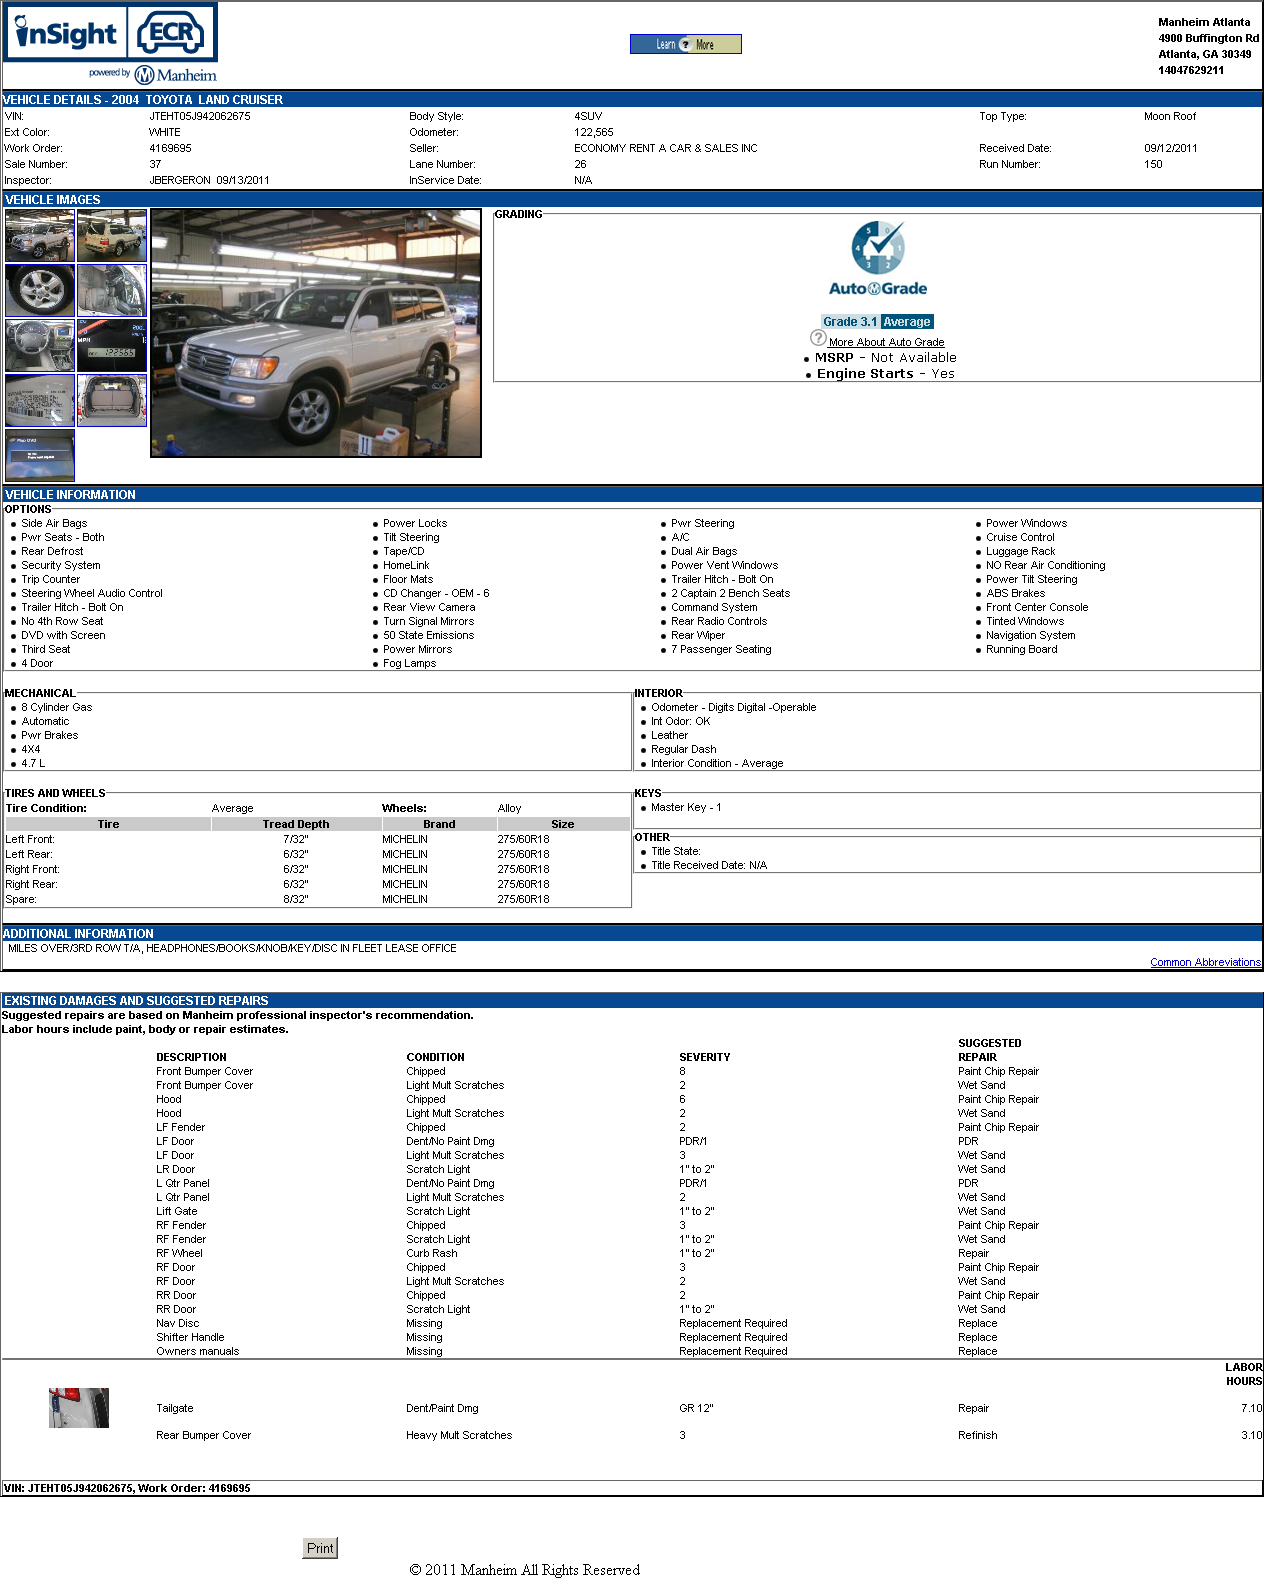 inSight ECR
powered by Manheim
Learn ? More
Manheim Atlanta
4900 Buffington Rd
Atlanta, GA 30349
14047629211
VEHICLE DETAILS - 2004 TOYOTA LAND CRUISER
VIN: JTEHT05J942062675 Body Style: 4SUV Top Type: Moon Roof
Ext Color: WHITE Odometer: 122,565
Work Order: 4169695 Seller: ECONOMY RENT A CAR & SALES INC Received Date: 09/12/2011
Sale Number: 37 Lane Number: 26 Run Number: 150
Inspector: JBERGERON 09/13/2011 InService Date: N/A
VEHICLE IMAGES
GRADING
5 0 4 1 3 2
AutoGrade
Grade 3.1 Average
? More About Auto Grade
MSRP - Not Available
Engine Starts - Yes
MPH
122565
VEHICLE INFORMATION
OPTIONS
Side Air Bags Power Locks Pwr Steering Power Windows
Pwr Seats - Both Tilt Steering A/C Cruise Control
Rear Defrost Tape/CD Dual Air Bags Luggage Rack
Security System HomeLink Power Vent Windows NO Rear Air Conditioning
Trip Counter Floor Mats Trailer Hitch - Bolt On Power Tilt Steering
Steering Wheel Audio Control CD Changer - OEM - 6 2 Captain 2 Bench Seats ABS Brakes
Trailer Hitch - Bolt On Rear View Camera Command System Front Center Console
No 4th Row Seat Turn Signal Mirrors Rear Radio Controls Tinted Windows
DVD with Screen 50 State Emissions Rear Wiper Navigation System
Third Seat Power Mirrors 7 Passenger Seating Running Board
4 Door Fog Lamps
MECHANICAL
8 Cylinder Gas
Automatic
Pwr Brakes
4X4
4.7 L
INTERIOR
Odometer - Digits Digital -Operable
Int Odor: OK
Leather
Regular Dash
Interior Condition - Average
TIRES AND WHEELS
Tire Condition: Average Wheels: Alloy
Tire Tread Depth Brand Size
Left Front: 7/32" MICHELIN 275/60R18
Left Rear: 6/32" MICHELIN 275/60R18
Right Front: 6/32" MICHELIN 275/60R18
Right Rear: 6/32" MICHELIN 275/60R18
Spare: 8/32" MICHELIN 275/60R18
KEYS
Master Key - 1
OTHER
Title State:
Title Received Date: N/A
ADDITIONAL INFORMATION
MILES OVER/3RD ROW T/A, HEADPHONES/BOOKS/KNOB/KEY/DISC IN FLEET LEASE OFFICE
Common Abbreviations
EXISTING DAMAGES AND SUGGESTED REPAIRS
Suggested repairs are based on Manheim professional inspector's recommendation.
Labor hours include paint, body or repair estimates.
DESCRIPTION CONDITION SEVERITY SUGGESTED REPAIR
Front Bumper Cover Chipped 8 Paint Chip Repair
Front Bumper Cover Light Mult Scratches 2 Wet Sand
Hood Chipped 6 Paint Chip Repair
Hood Light Mult Scratches 2 Wet Sand
LF Fender Chipped 2 Paint Chip Repair
LF Door Dent/No Paint Dmg PDR/1 PDR
LF Door Light Mult Scratches 3 Wet Sand
LR Door Scratch Light 1" to 2" Wet Sand
L Qtr Panel Dent/No Paint Dmg PDR/1 PDR
L Qtr Panel Light Mult Scratches 2 Wet Sand
Lift Gate Scratch Light 1" to 2" Wet Sand
RF Fender Chipped 3 Paint Chip Repair
RF Fender Scratch Light 1" to 2" Wet Sand
RF Wheel Curb Rash 1" to 2" Repair
RF Door Chipped 3 Paint Chip Repair
RF Door Light Mult Scratches 2 Wet Sand
RR Door Chipped 2 Paint Chip Repair
RR Door Scratch Light 1" to 2" Wet Sand
Nav Disc Missing Replacement Required Replace
Shifter Handle Missing Replacement Required Replace
Owners manuals Missing Replacement Required Replace
LABOR HOURS
Tailgate Dent/Paint Dmg GR 12" Repair 7.10
Rear Bumper Cover Heavy Mult Scratches 3 Refinish 3.10
VIN: JTEHT05J942062675, Work Order: 4169695
Print
© 2011 Manheim All Rights Reserved